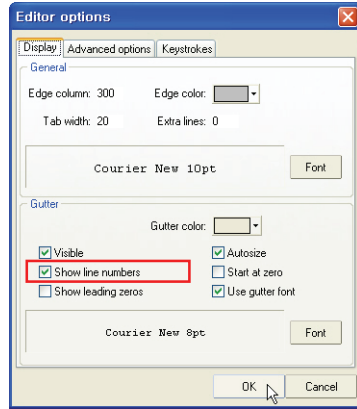 Editor options
Display Advanced options Keystrokes
General
Edge column: 300 Edge color:
Tab width: 20 Extra lines: 0
Courier New 10pt Font
Gutter
Gutter color:
Visible Autosize
Show line numbers Start at zero
Show leading zeros Use gutter font
Courier New 8pt Font
OK Cancel